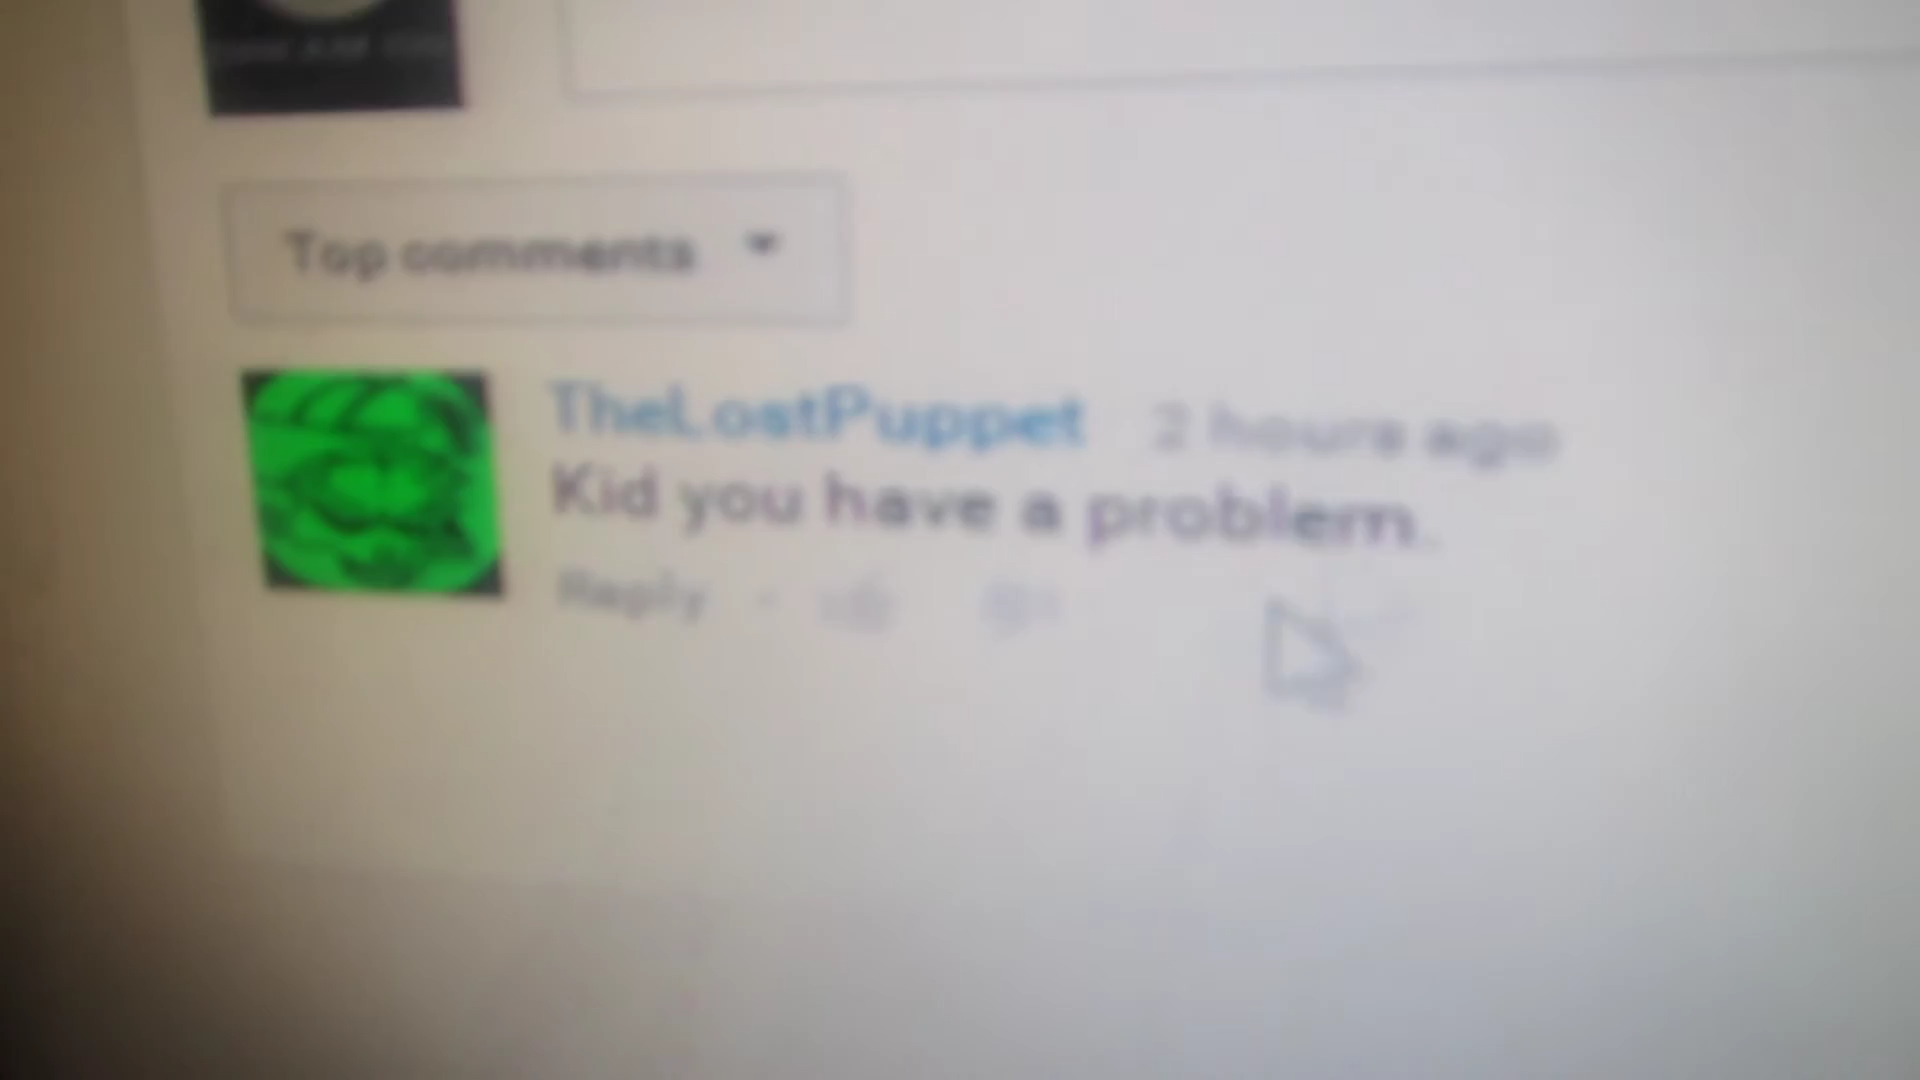 Top comments
TheLostPuppet 2 hours ago
Kid you have a problem.
Reply